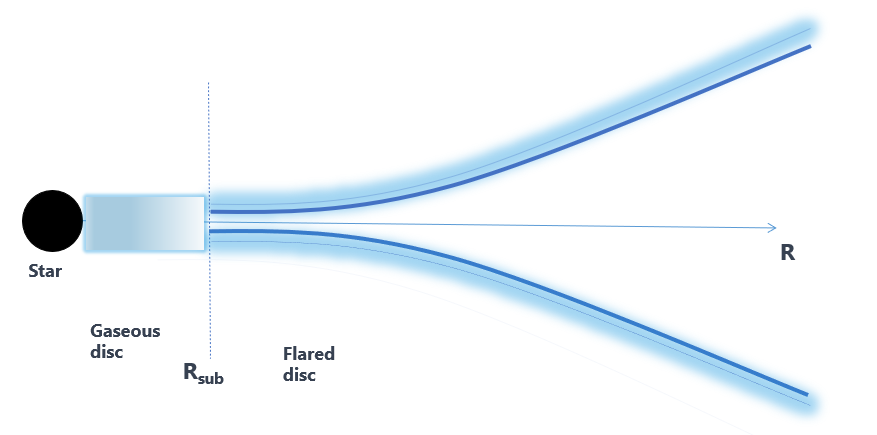 R
Star
Gaseous
disc
Flared
disc
Rsub